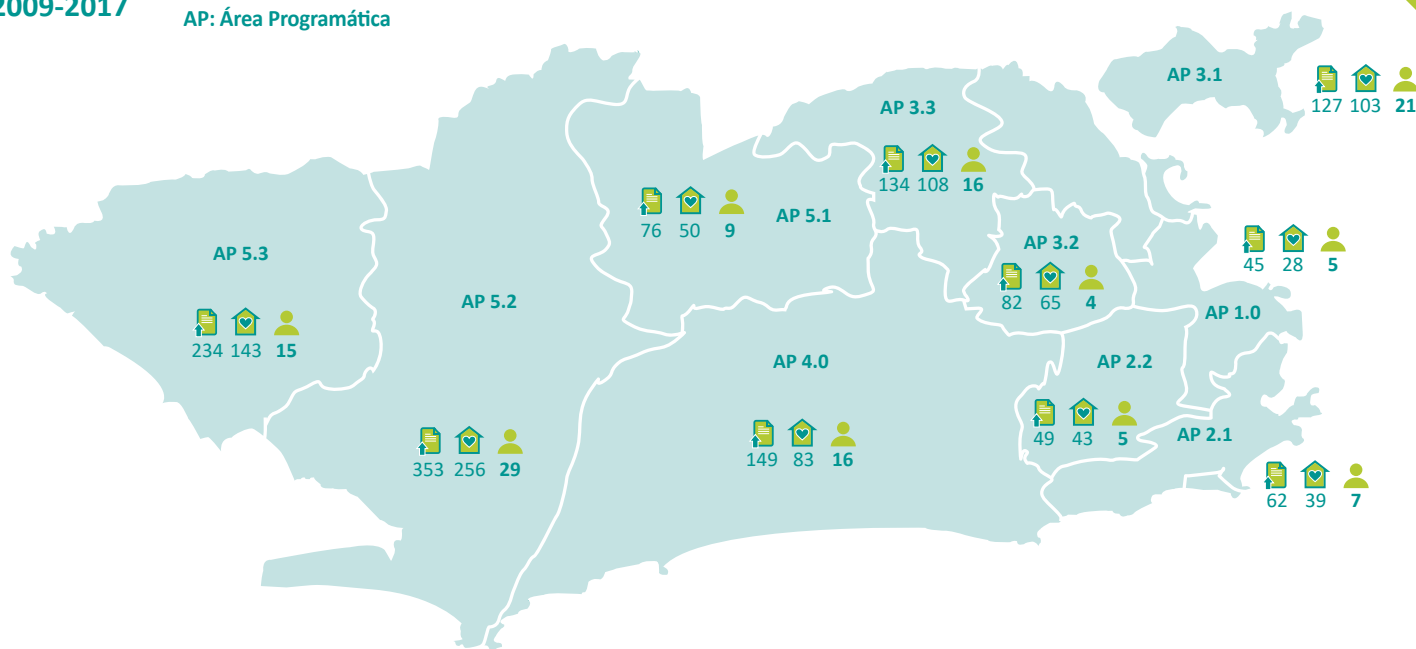 2009-2017
AP: Área Programática
AP 3.1
127 103 21
AP 3.3
134 108 16
AP 5.1
76 50 9
AP 3.2
82 65 4
45 28 5
AP 1.0
AP 5.3
234 143 15
AP 5.2
353 256 29
AP 4.0
149 83 16
AP 2.2
49 43 5
AP 2.1
62 39 7